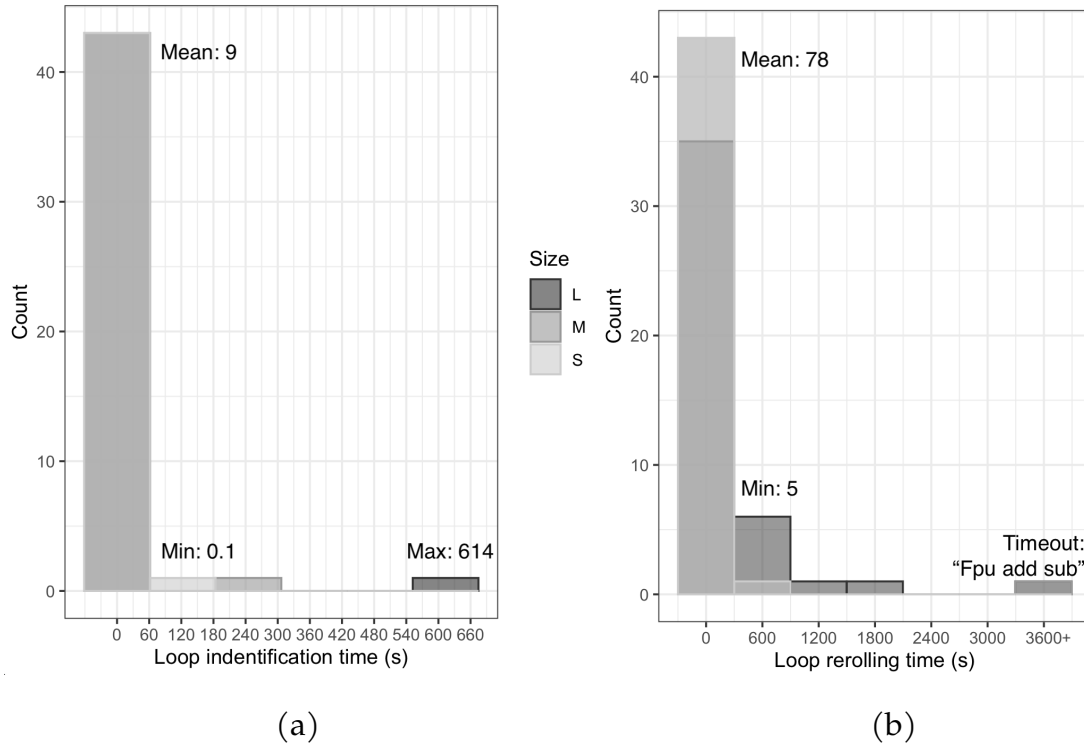 Mean: 9
40
30
20
10
0
Count
Min: 0.1
Max: 614
0 60 120 180 240 300 360 420 480 540 600 660
Loop indentification time (s)
(a)
Size
L
M
S
Mean: 78
40
30
20
10
0
Count
Min: 5
Timeout:
“Fpu add sub”
0 600 1200 1800 2400 3000 3600+
Loop rerolling time (s)
(b)